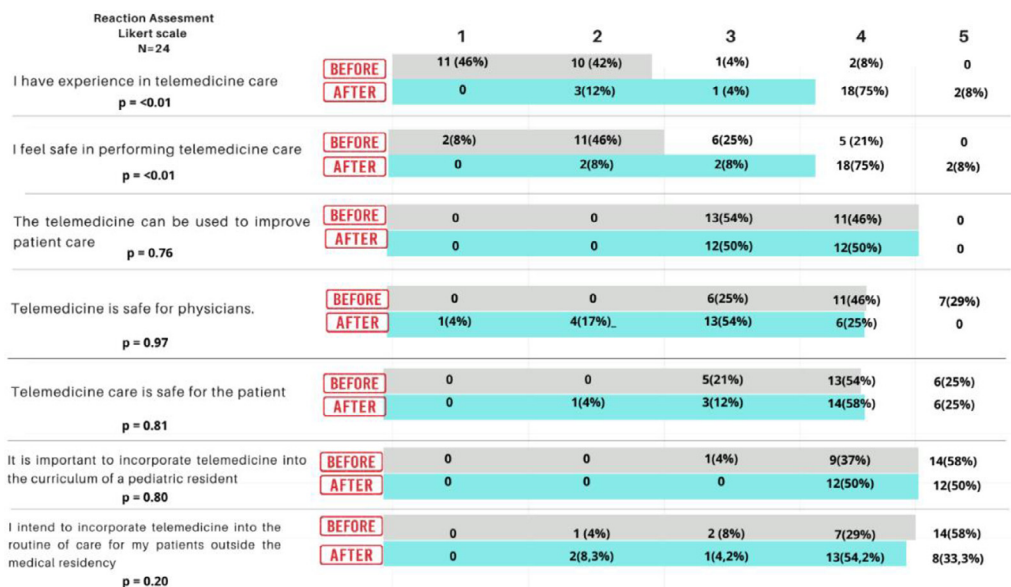 Reaction Assesment
Likert scale
N=24
1 2 3 4 5
I have experience in telemedicine care
p = <0.01
BEFORE 11 (46%) 10 (42%) 1(4%) 2(8%) 0
AFTER 0 3(12%) 1 (4%) 18(75%) 2(8%)
I feel safe in performing telemedicine care
p = <0.01
BEFORE 2(8%) 11(46%) 6(25%) 5 (21%) 0
AFTER 0 2(8%) 2(8%) 18(75%) 2(8%)
The telemedicine can be used to improve
patient care
p = 0.76
BEFORE 0 0 13(54%) 11(46%) 0
AFTER 0 0 12(50%) 12(50%) 0
Telemedicine is safe for physicians.
p = 0.97
BEFORE 0 0 6(25%) 11(46%) 7(29%)
AFTER 1(4%) 4(17%)_ 13(54%) 6(25%) 0
Telemedicine care is safe for the patient
p = 0.81
BEFORE 0 0 5(21%) 13(54%) 6(25%)
AFTER 0 1(4%) 3(12%) 14(58%) 6(25%)
It is important to incorporate telemedicine into
the curriculum of a pediatric resident
p = 0.80
BEFORE 0 0 1(4%) 9(37%) 14(58%)
AFTER 0 0 0 12(50%) 12(50%)
I intend to incorporate telemedicine into the
routine of care for my patients outside the
medical residency
p = 0.20
BEFORE 0 1 (4%) 2 (8%) 7(29%) 14(58%)
AFTER 0 2(8,3%) 1(4,2%) 13(54,2%) 8(33,3%)